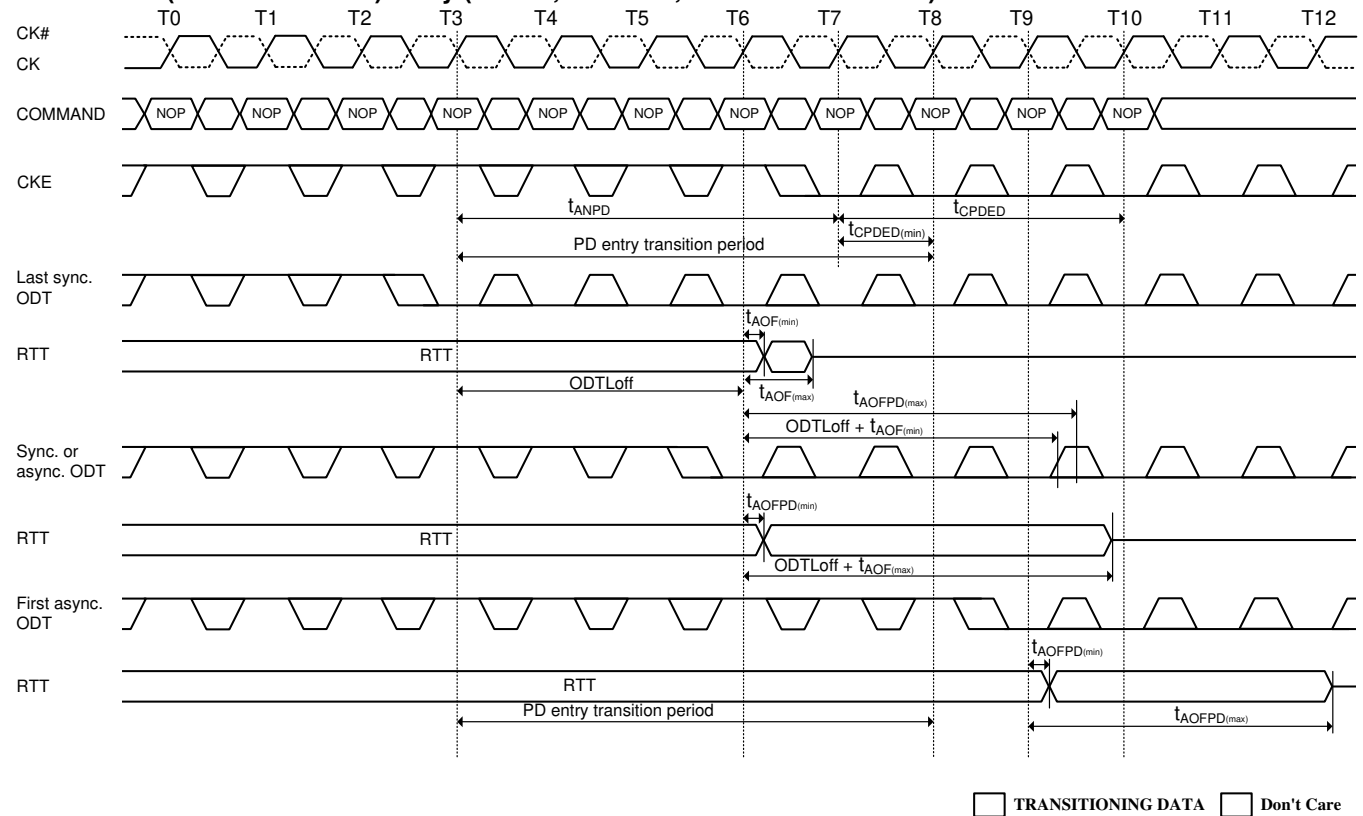 T0 T1 T2 T3 T4 T5 T6 T7 T8 T9 T10 T11 T12
CK#
CK
COMMAND NOP NOP NOP NOP NOP NOP NOP NOP NOP NOP NOP
CKE
tANPD tCPDED
tCPDED(min)
PD entry transition period
Last sync.
ODT
tAOF(min)
RTT RTT
ODTLoff
tAOF(max)
tAOFPD(max)
ODTLoff + tAOF(min)
Sync. or
async. ODT
tAOFPD(min)
RTT RTT
ODTLoff + tAOF(max)
First async.
ODT
tAOFPD(min)
RTT RTT
PD entry transition period
tAOFPD(max)
TRANSITIONING DATA Don't Care